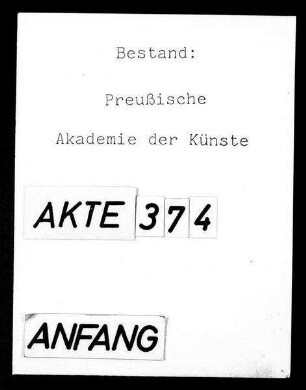 Bestand:
Preußische
Akademie der Künste
AKTE 374
ANFANG